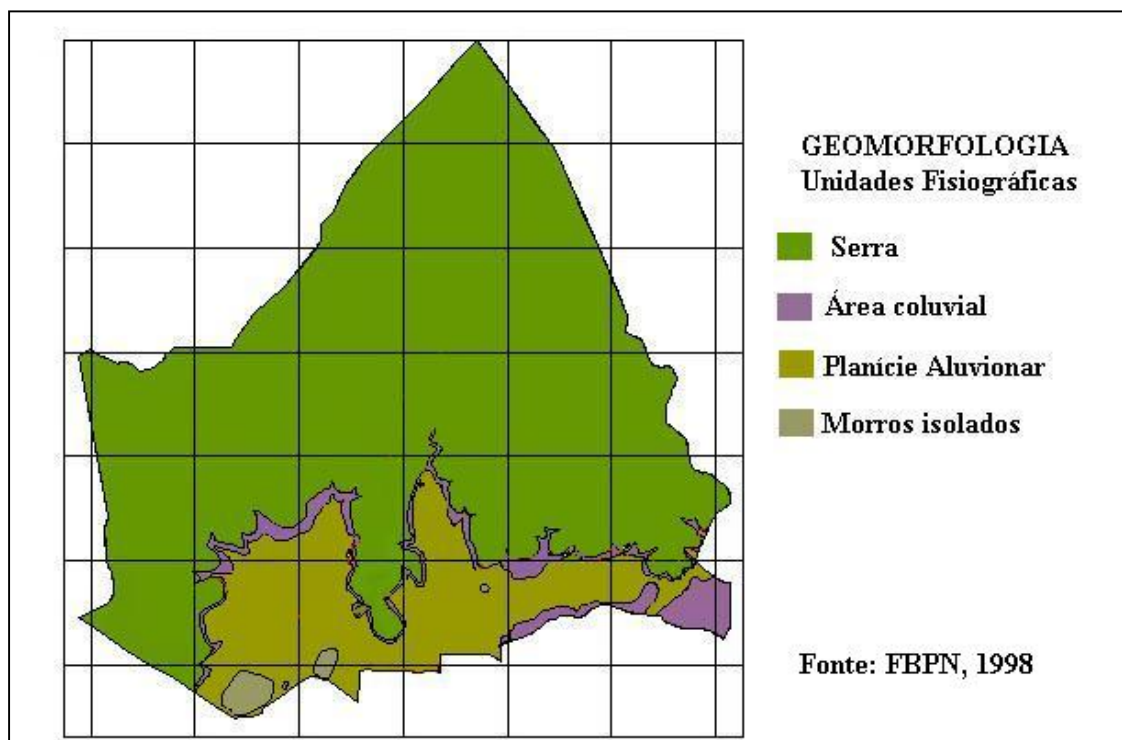 GEOMORFOLOGIA
Unidades Fisiográficas
Serra
Área coluvial
Planície Aluvionar
Morros isolados
Fonte: FBPN, 1998